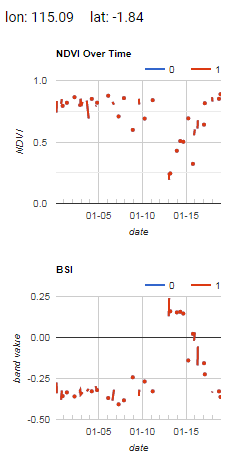 lon: 115.09 lat: -1.84
NDVI Over Time
0 1
1.0
0.5
0.0
NDVI
01-05 01-10 01-15
date
BSI
0 1
0.25
0.00
-0.25
-0.50
band value
01-05 01-10 01-15
date